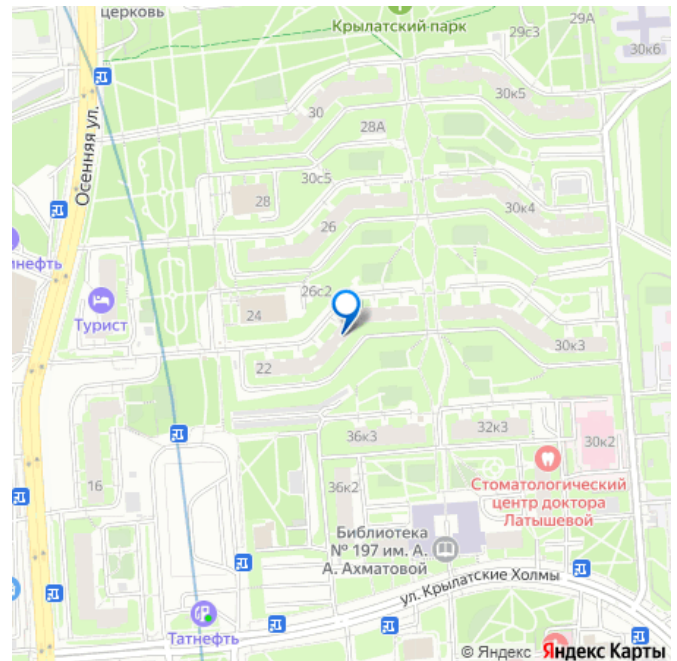 церковь
Крылатский парк
29с3
29А
30к6
30к5
30
28А
Осенняя ул.
30с5
28
30к4
26
инефть
Турист
26с2
24
22
30к3
36к3
32к3
30к2
16
36к2
Стоматологический
центр доктора
Латышевой
Библиотека
№ 197 им. А.
А. Ахматовой
ул. Крылатские Холмы
Татнефть
© Яндекс Яндекс Карты